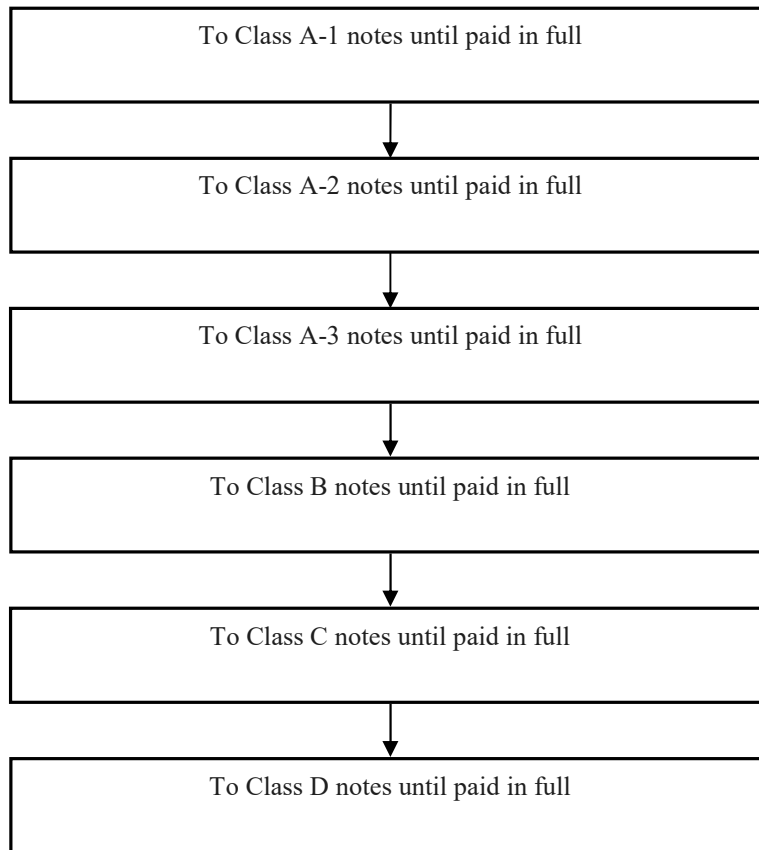 To Class A-1 notes until paid in full
To Class A-2 notes until paid in full
To Class A-3 notes until paid in full
To Class B notes until paid in full
To Class C notes until paid in full
To Class D notes until paid in full